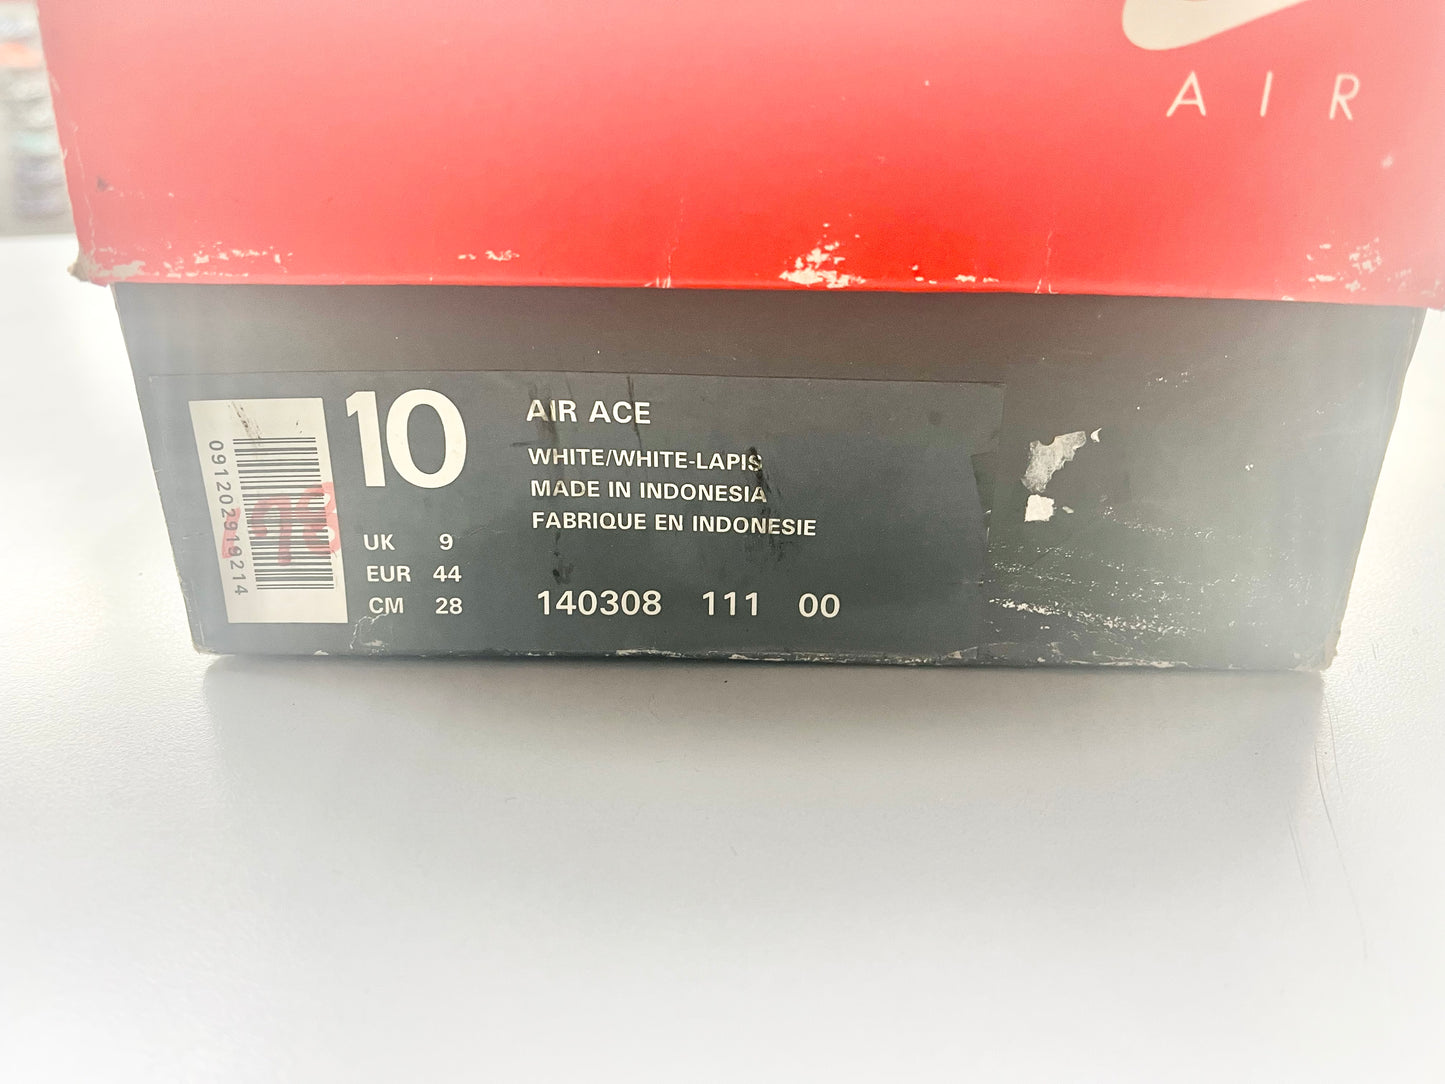 AIR
10
AIR ACE
WHITE/WHITE-LAPIS
MADE IN INDONESIA
FABRIQUE EN INDONESIE
UK 9
EUR 44
CM 28
140308 111 00
091202919214